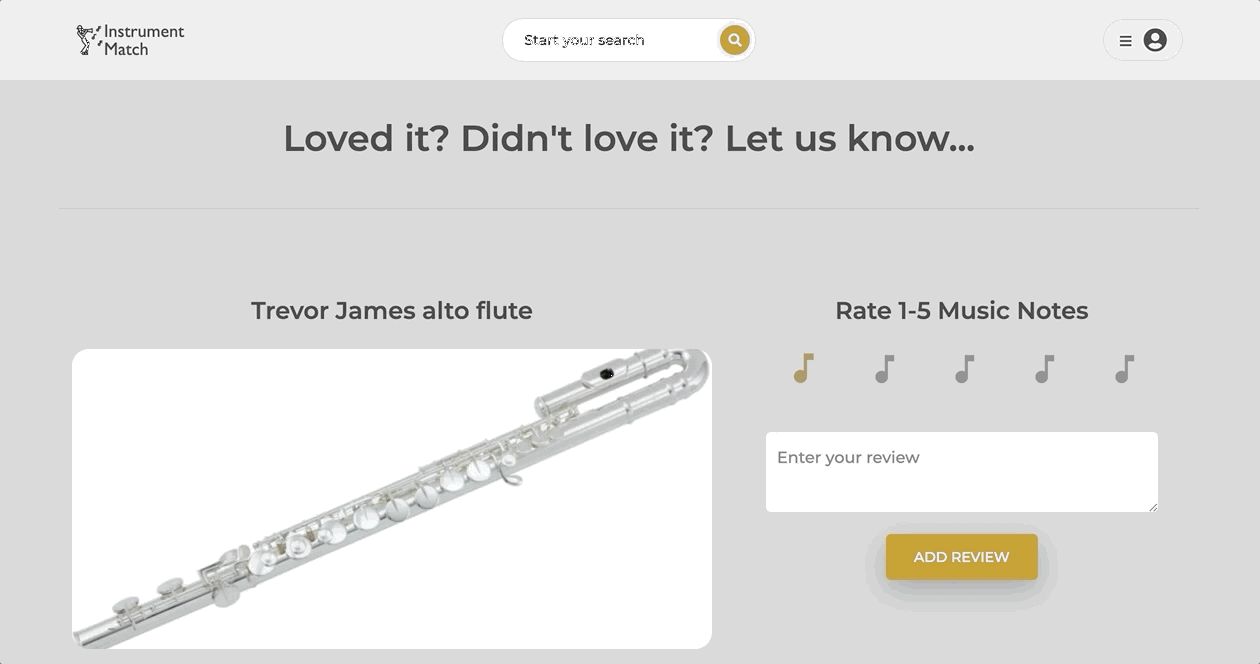 Instrument
Match
Start your search
Loved it? Didn't love it? Let us know...
Trevor James alto flute
Rate 1-5 Music Notes
Enter your review
ADD REVIEW